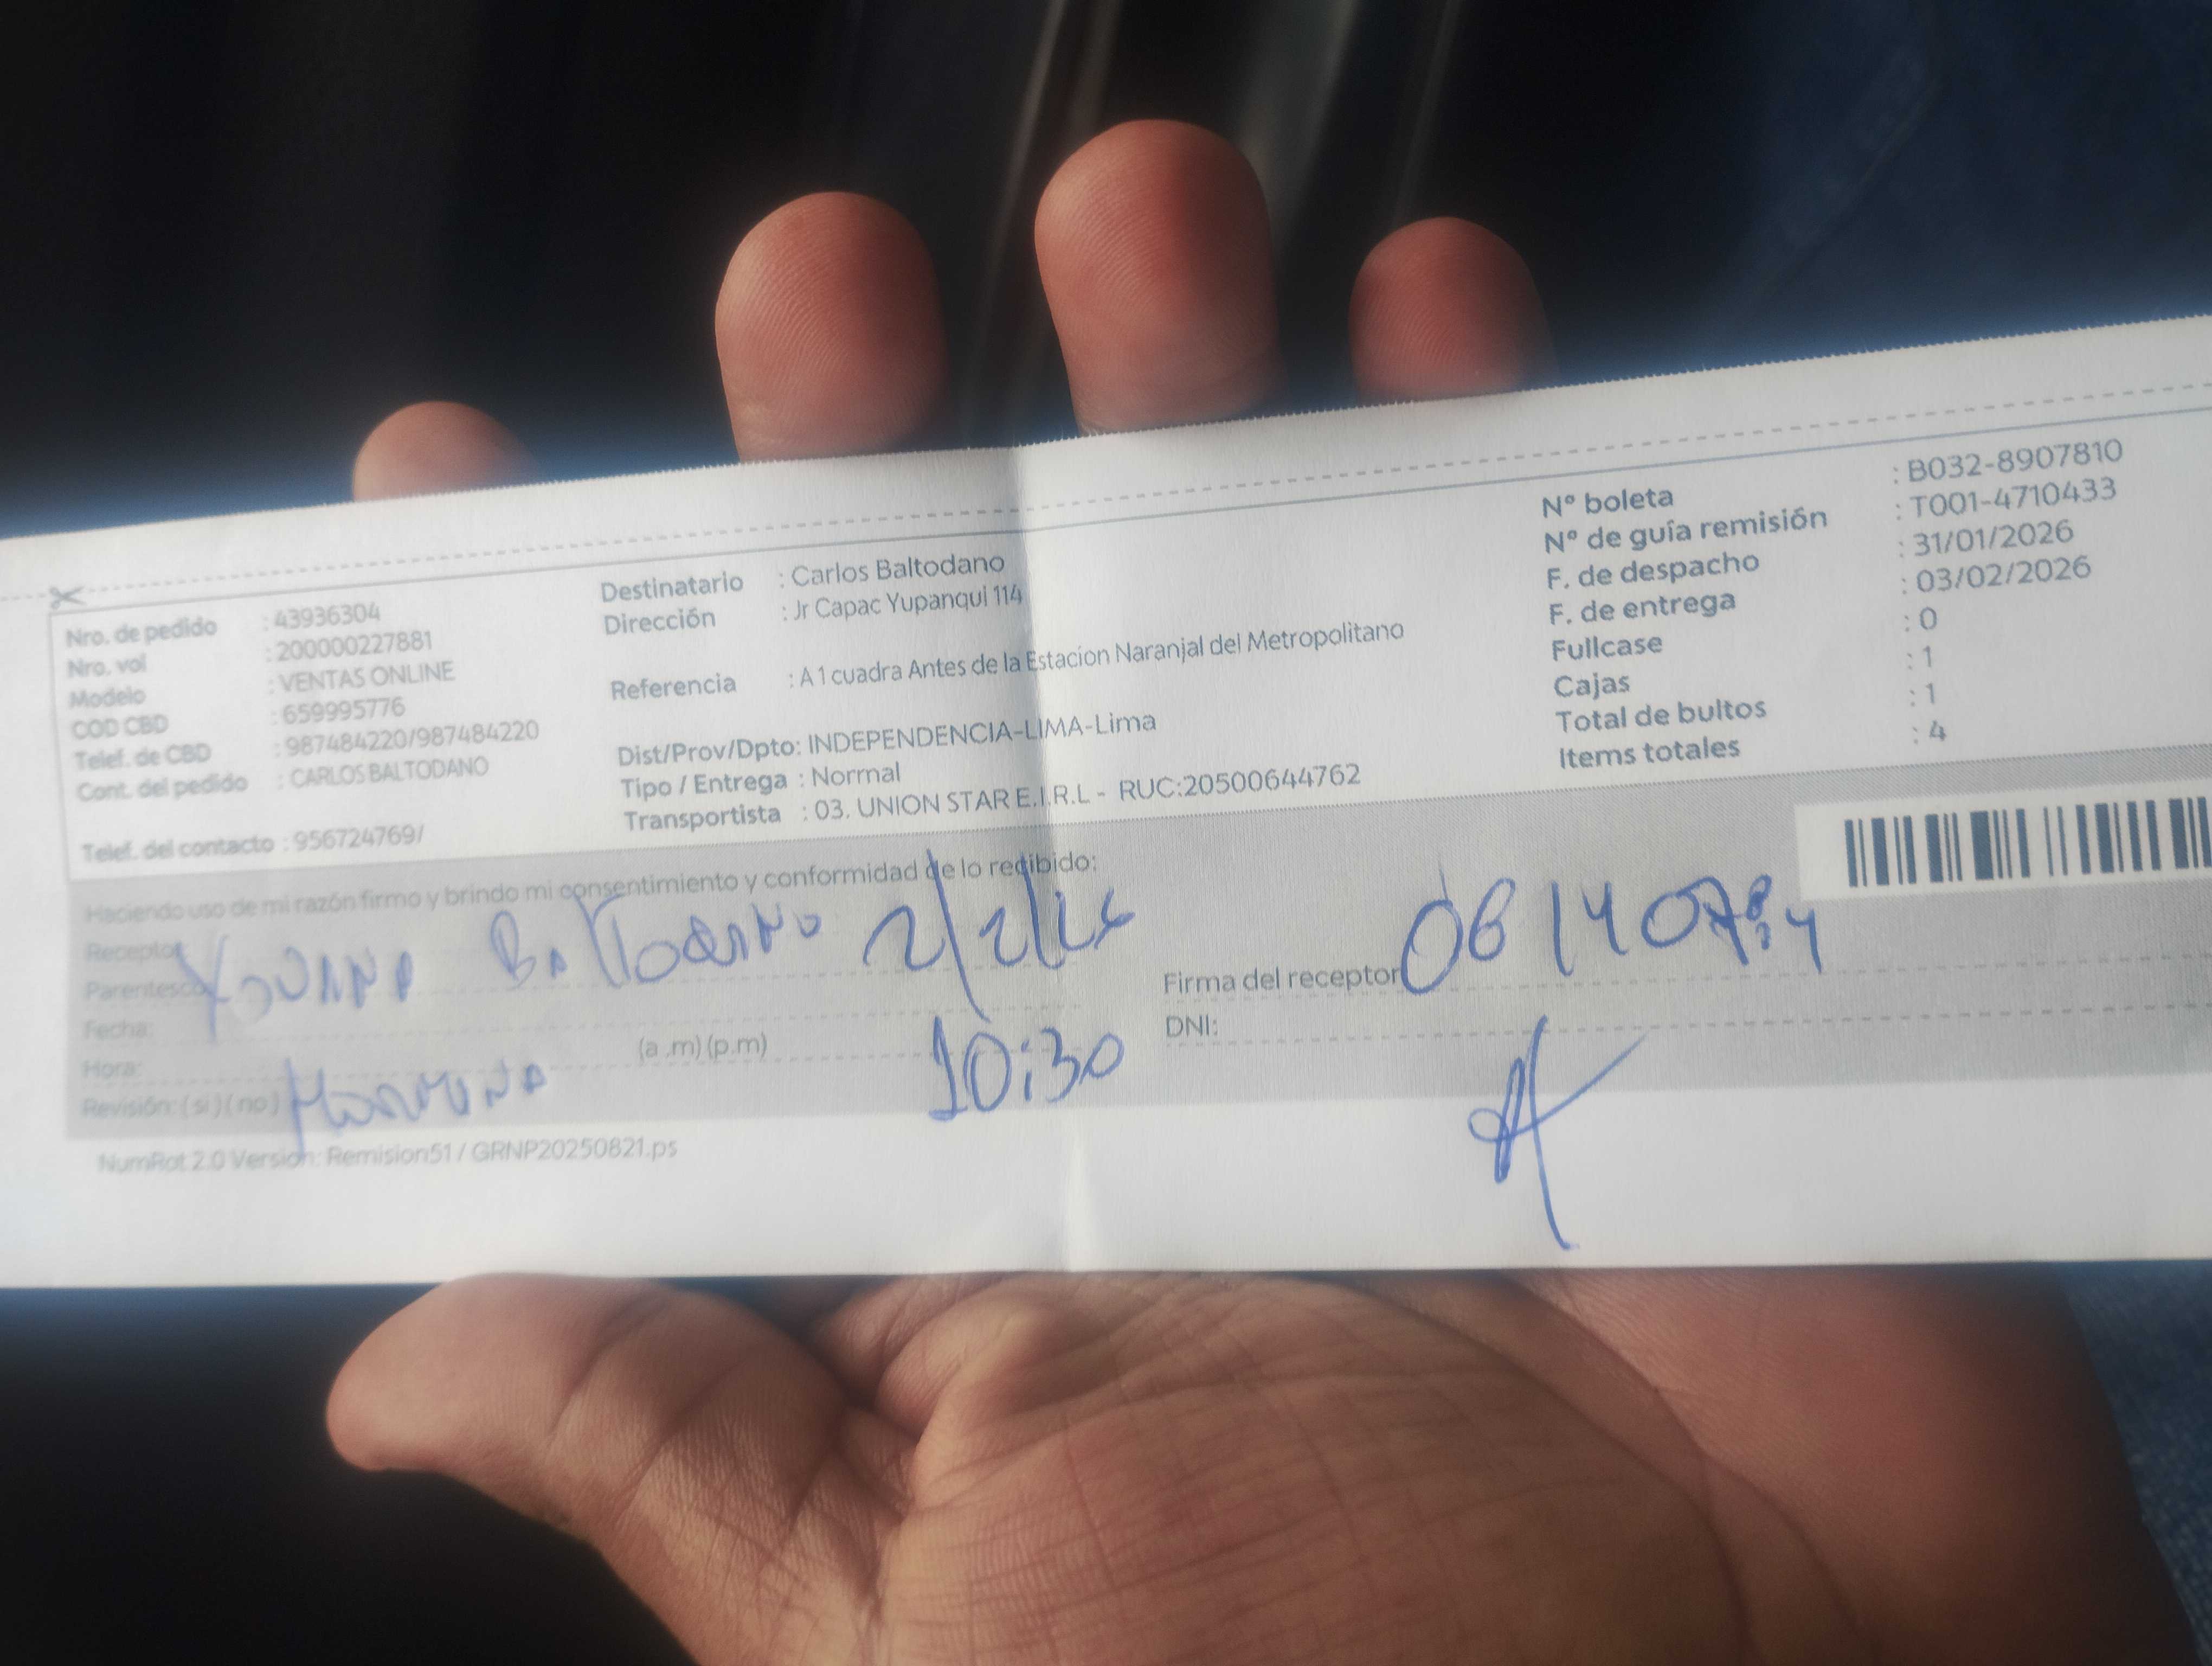 Nro. de pedido : 43936304
Nro. vol : 200000227881
Modelo : VENTAS ONLINE
COD CBD : 659995776
Telef. de CBD : 987484220/987484220
Cont. del pedido : CARLOS BALTODANO
Telef. del contacto : 956724769/
Destinatario : Carlos Baltodano
Dirección : Jr Capac Yupanqui 114
Referencia : A 1 cuadra Antes de la Estacion Naranjal del Metropolitano
Dist/Prov/Dpto: INDEPENDENCIA-LIMA-Lima
Tipo / Entrega : Normal
Transportista : 03. UNION STAR E.I.R.L - RUC:20500644762
N° boleta : B032-8907810
N° de guía remisión : T001-4710433
F. de despacho : 31/01/2026
F. de entrega : 03/02/2026
Fullcase : 0
Cajas : 1
Total de bultos : 1
Items totales : 4
Haciendo uso de mi razón firmo y brindo mi consentimiento y conformidad de lo recibido:
Receptor
Yovana Baltodano 2/2/26
Parentesco
Fecha:
Hora: (a .m) (p.m) 10:30
Revisión: ( si ) ( no )
Firma del receptor
DNI:
NumRot 2.0 Version: Remision51 / GRNP20250821.ps